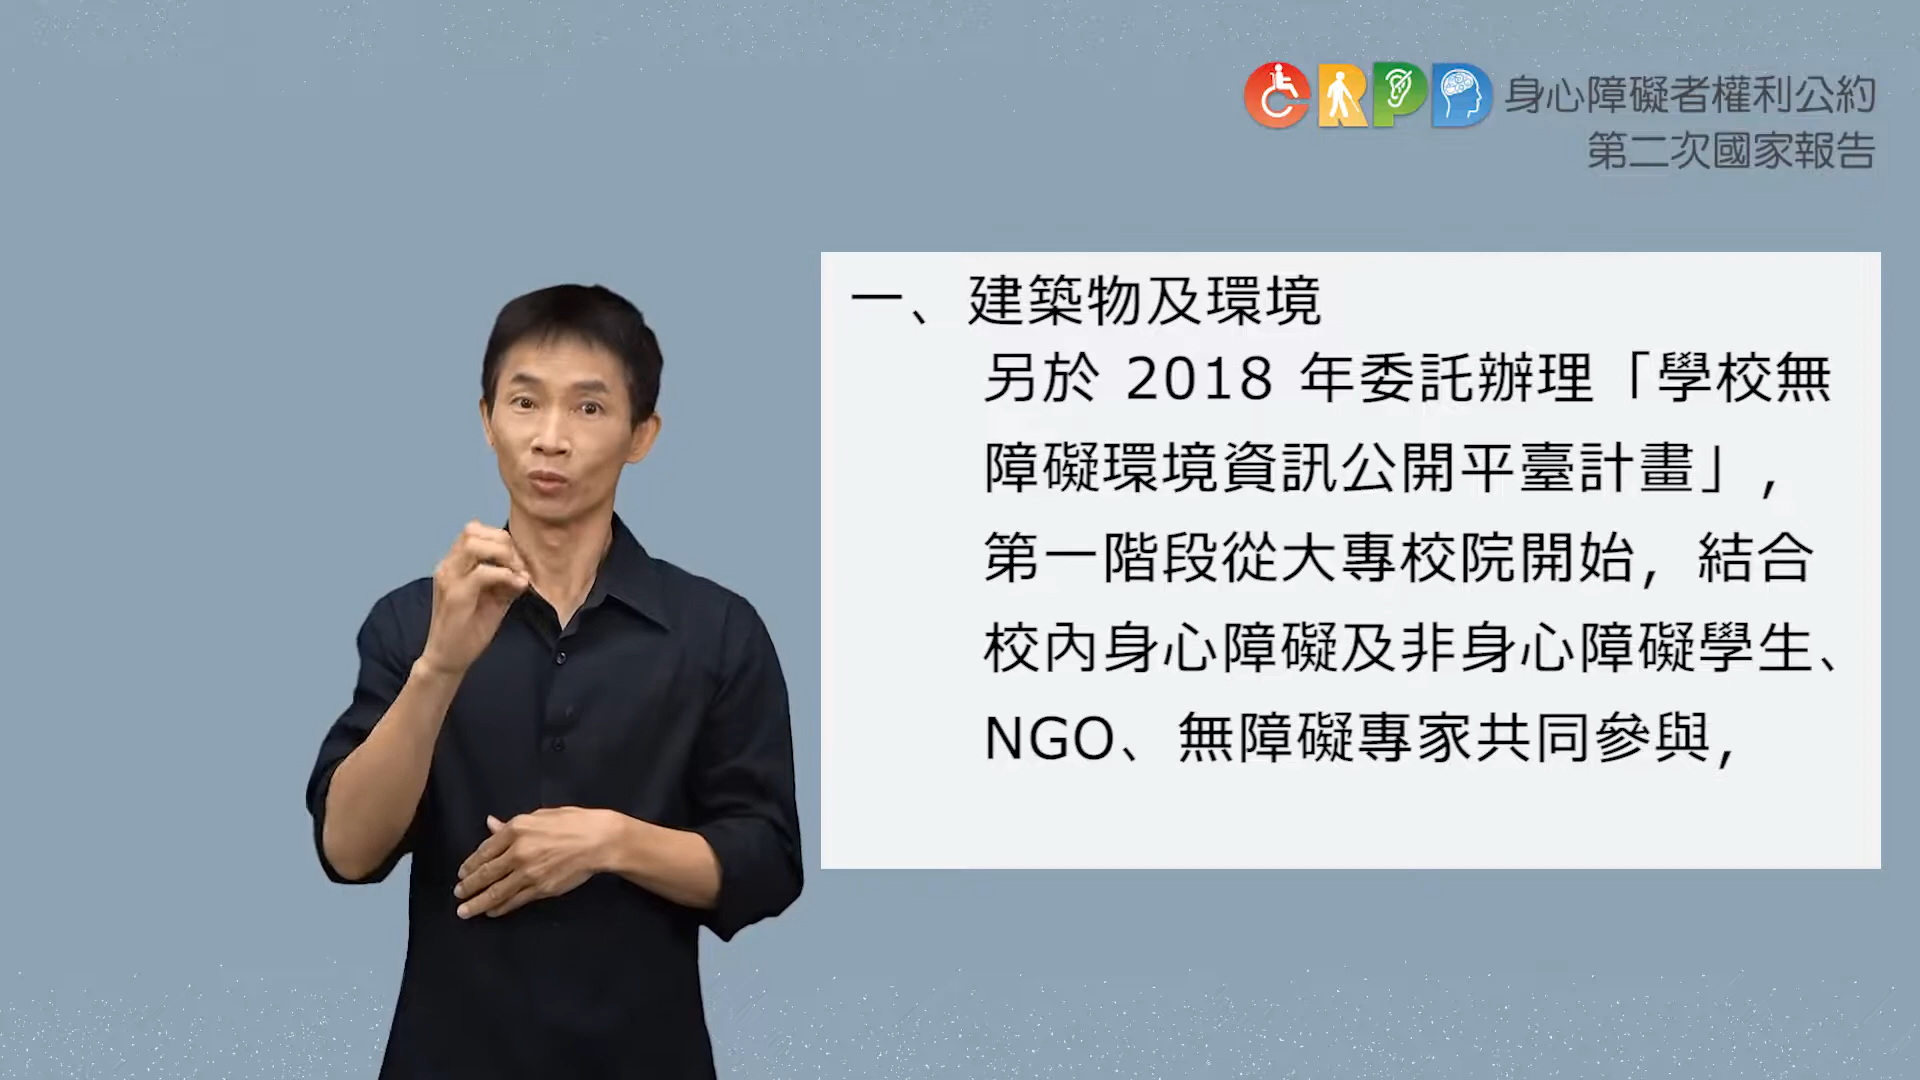 CRPD 身心障礙者權利公約
第二次國家報告
一、建築物及環境
另於 2018 年委託辦理「學校無
障礙環境資訊公開平臺計畫」，
第一階段從大專校院開始，結合
校內身心障礙及非身心障礙學生、
NGO、無障礙專家共同參與，